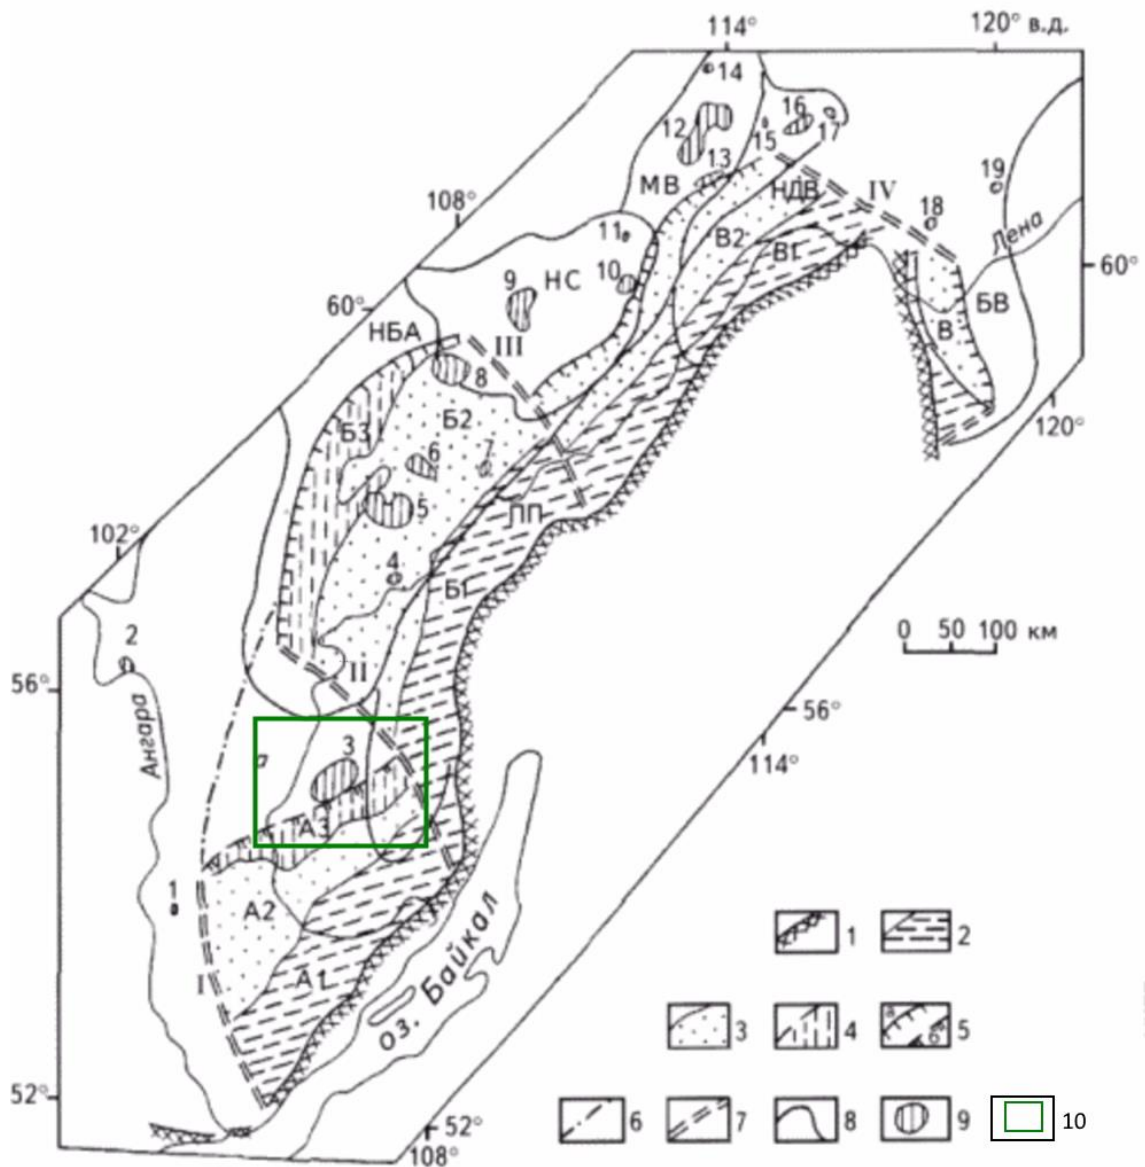 114°
120° в.д.
14
16
12
17
15
13
19
МВ
НДВ
IV
108°
18
Лена
11
В2
В1
60°
9
НС
10
60°
БВ
НБА
III
В
8
Б2
Б3
120°
6
7
5
ЛП
102°
4
Б1
2
0 50 100 км
II
56°
56°
Ангара
3
114°
А3
1
А2
1
2
I
А1
оз. Байкал
3
4
а
б
5
52°
6
7
8
9
10
52°
108°